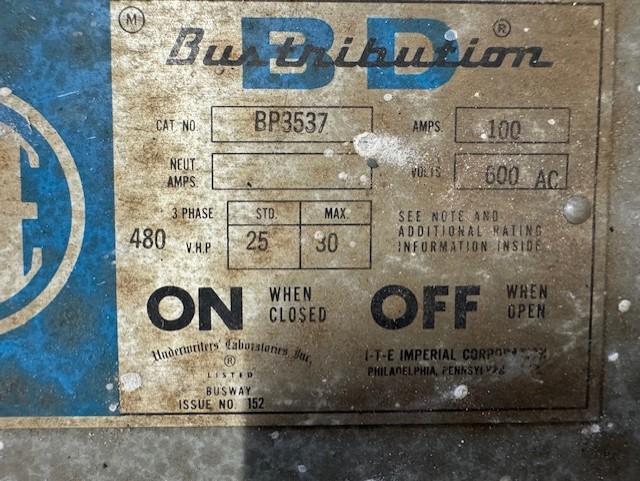 M
BD
Bustribution ®
CAT NO BP3537 AMPS 100
NEUT. AMPS. VOLTS 600 AC
3 PHASE STD. MAX.
480 V.H.P 25 30
SEE NOTE AND
ADDITIONAL RATING
INFORMATION INSIDE
ON WHEN CLOSED OFF WHEN OPEN
Underwriters' Laboratories, Inc.
®
LISTED
BUSWAY
ISSUE NO. 152
I-T-E IMPERIAL CORPORATION
PHILADELPHIA, PENNSYLVANIA